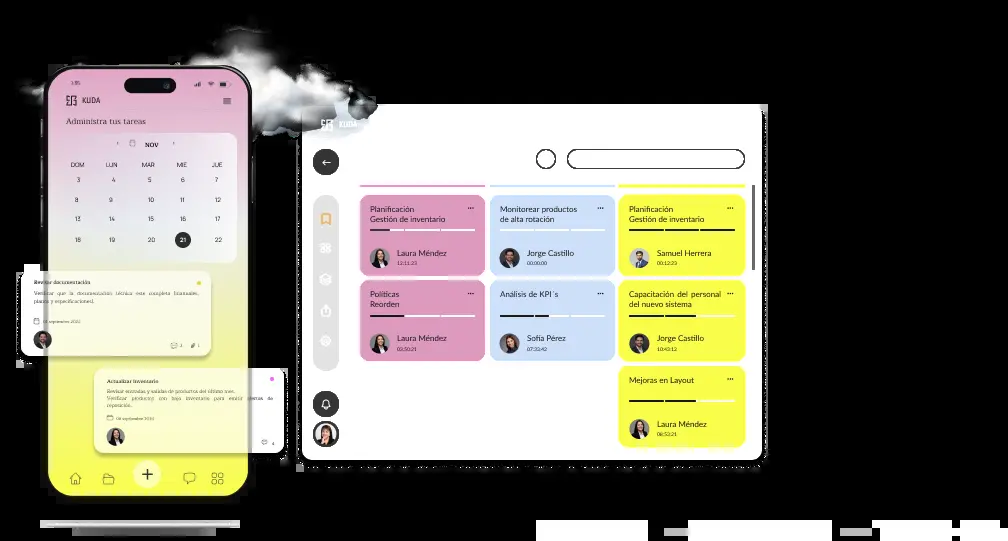 KUDA
Administra tus tareas
NOV
DOM LUN MAR MIE JUE
3 4 5 6 7
8 9 10 11 12
13 14 15 16 17
18 19 20 21 22
Revisar documentación
Verificar que la documentación técnica este completa (manuales,
planos y especificaciones).
08 septiembre 2025
Actualizar Inventario
Revisar entradas y salidas de productos del último mes.
Verificar producto con baja inventario para emitir alertas de
reposición.
08 septiembre 2025
KUDA
Planificación
Gestión de inventario
Laura Méndez
12:11:23
Monitorear productos
de alta rotación
Jorge Castillo
00:00:00
Planificación
Gestión de inventario
Samuel Herrera
00:12:23
Políticas
Reorden
Laura Méndez
03:50:21
Análisis de KPI´s
Sofía Pérez
07:33:42
Capacitación del personal
del nuevo sistema
Jorge Castillo
10:43:12
Mejoras en Layout
Laura Méndez
06:53:21